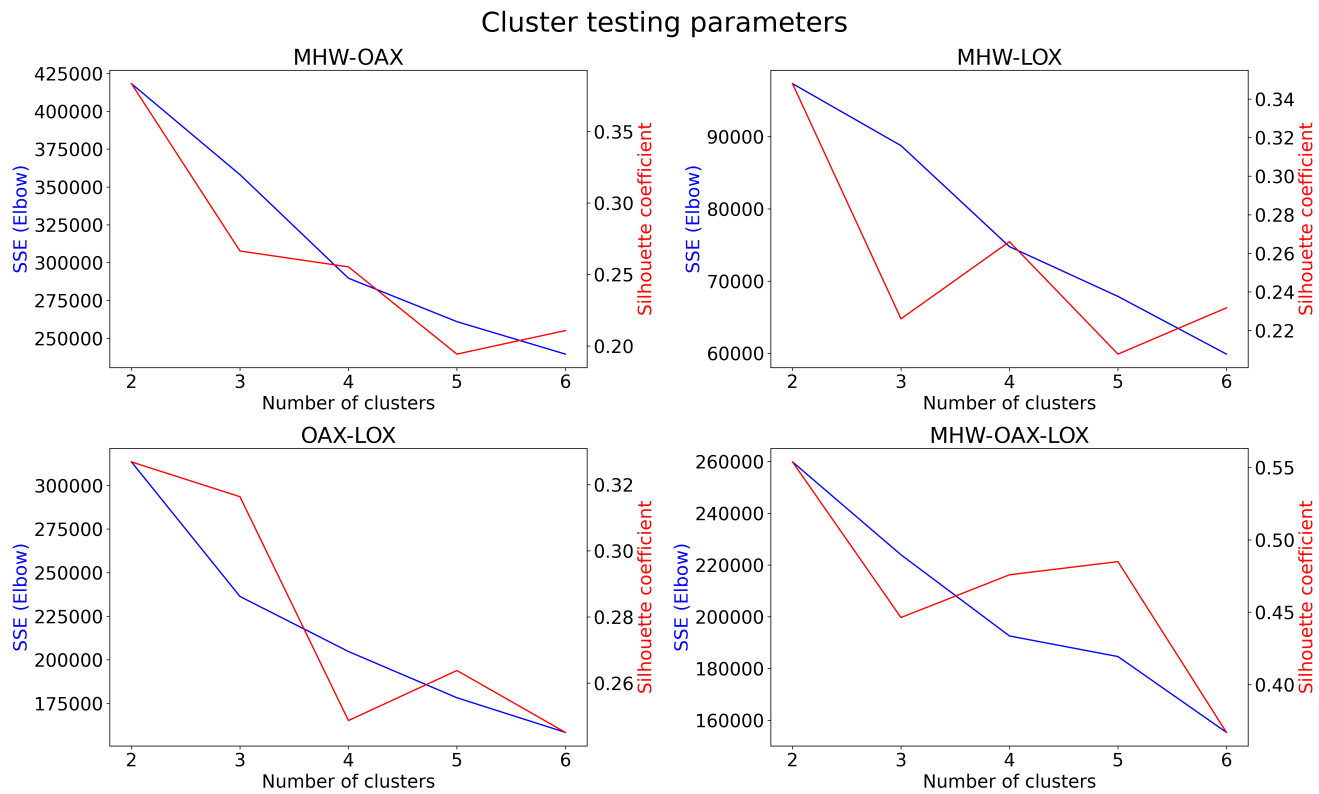 Cluster testing parameters
MHW-OAX
425000
400000
375000
350000
325000
300000
275000
250000
SSE (Elbow)
0.35
0.30
0.25
0.20
Silhouette coefficient
2 3 4 5 6
Number of clusters
MHW-LOX
90000
80000
70000
60000
SSE (Elbow)
0.34
0.32
0.30
0.28
0.26
0.24
0.22
Silhouette coefficient
2 3 4 5 6
Number of clusters
OAX-LOX
300000
275000
250000
225000
200000
175000
SSE (Elbow)
0.32
0.30
0.28
0.26
Silhouette coefficient
2 3 4 5 6
Number of clusters
MHW-OAX-LOX
260000
240000
220000
200000
180000
160000
SSE (Elbow)
0.55
0.50
0.45
0.40
Silhouette coefficient
2 3 4 5 6
Number of clusters